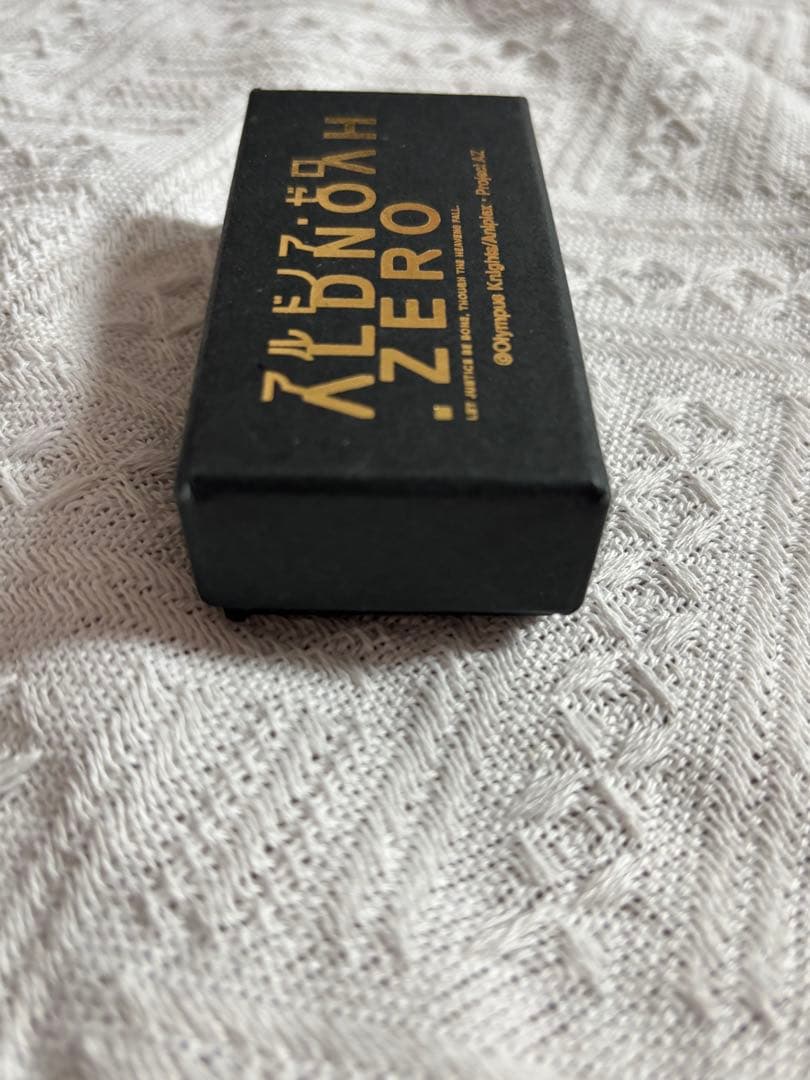 アルドノア・ゼロ
ALDNOAH
.ZERO
LET JUSTICE BE DONE, THOUGH THE HEAVENS FALL.
©Olympus Knights/Aniplex・Project AZ